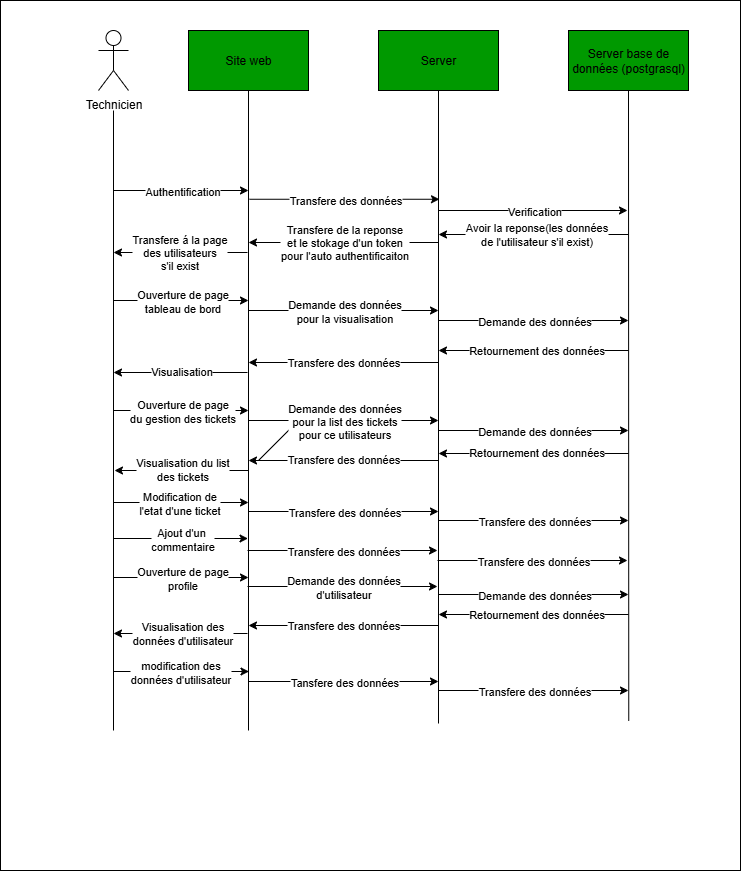 Technicien
Site web
Server
Server base de
données (postgrasql)
Authentification
Transfere des données
Verification
Avoir la reponse(les données
de l'utilisateur s'il exist)
Transfere de la reponse
et le stokage d'un token
pour l'auto authentificaiton
Transfere á la page
des utilisateurs
s'il exist
Ouverture de page
tableau de bord
Demande des données
pour la visualisation
Demande des données
Retournement des données
Transfere des données
Visualisation
Ouverture de page
du gestion des tickets
Demande des données
pour la list des tickets
pour ce utilisateurs
Demande des données
Retournement des données
Transfere des données
Visualisation du list
des tickets
Modification de
l'etat d'une ticket
Transfere des données
Transfere des données
Ajout d'un
commentaire
Transfere des données
Transfere des données
Ouverture de page
profile
Demande des données
d'utilisateur
Demande des données
Retournement des données
Transfere des données
Visualisation des
données d'utilisateur
modification des
données d'utilisateur
Tansfere des données
Transfere des données